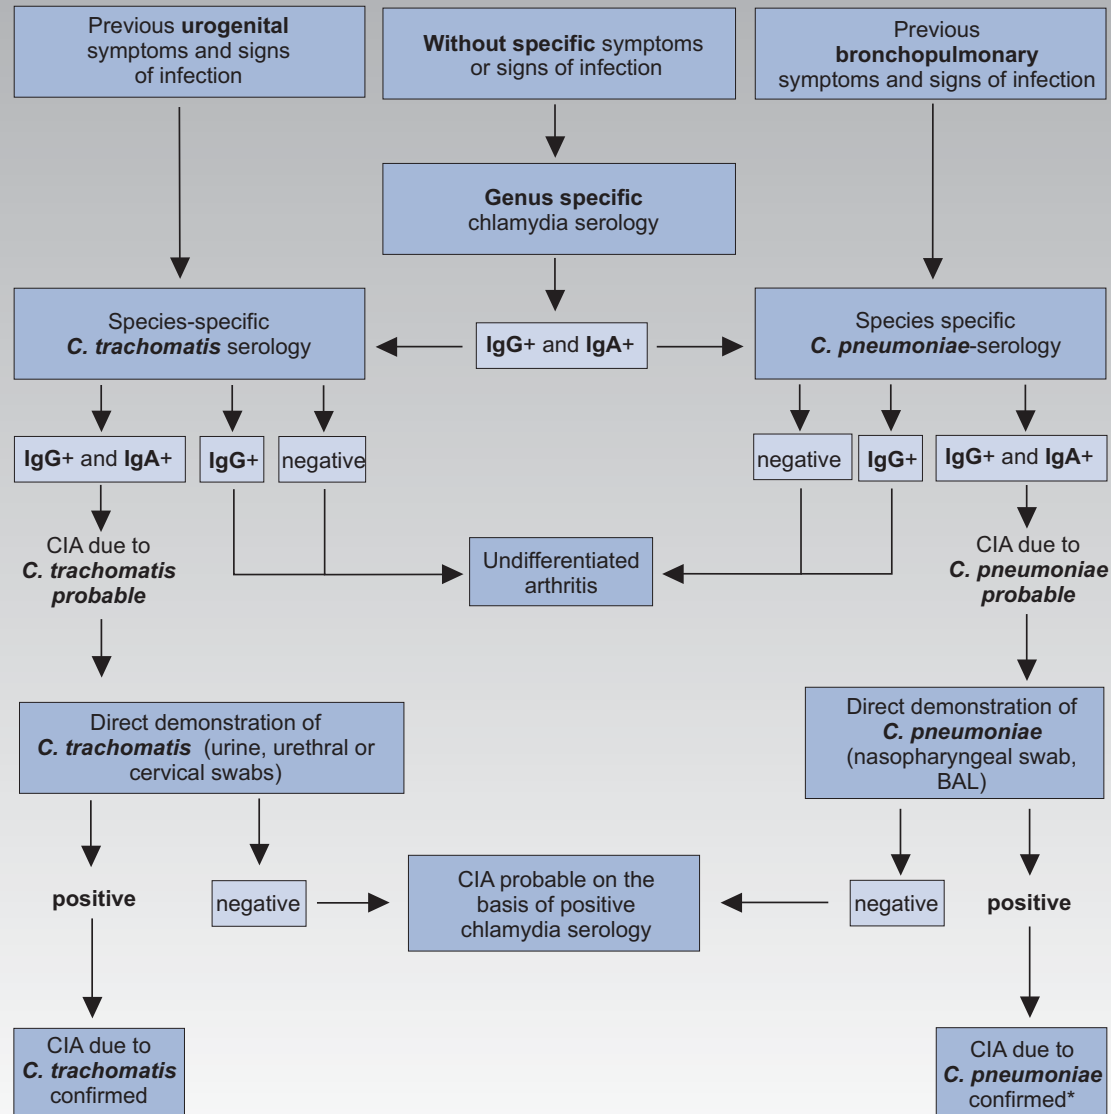 Previous urogenital
symptoms and signs
of infection
Without specific symptoms
or signs of infection
Previous
bronchopulmonary
symptoms and signs of infection
Genus specific
chlamydia serology
Species-specific
C. trachomatis serology
IgG+ and IgA+
Species specific
C. pneumoniae-serology
IgG+ and IgA+
IgG+
negative
negative
IgG+
IgG+ and IgA+
CIA due to
C. trachomatis
probable
Undifferentiated
arthritis
CIA due to
C. pneumoniae
probable
Direct demonstration of
C. trachomatis (urine, urethral or
cervical swabs)
Direct demonstration of
C. pneumoniae
(nasopharyngeal swab,
BAL)
positive
negative
CIA probable on the
basis of positive
chlamydia serology
negative
positive
CIA due to
C. trachomatis
confirmed
CIA due to
C. pneumoniae
confirmed*